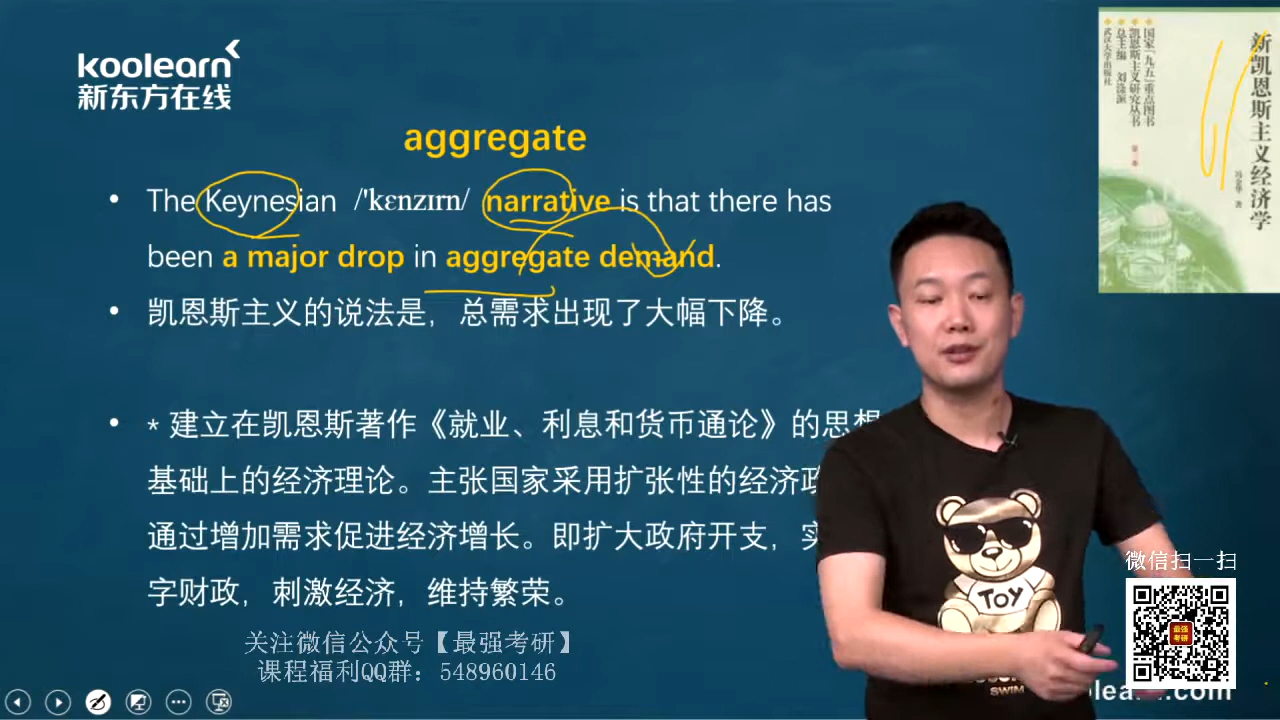 koolearn
新东方在线
aggregate
• The Keynesian /'kɛnzɪrn/ narrative is that there has
been a major drop in aggregate demand.
• 凯恩斯主义的说法是，总需求出现了大幅下降。
• * 建立在凯恩斯著作《就业、利息和货币通论》的思想
基础上的经济理论。主张国家采用扩张性的经济政
通过增加需求促进经济增长。即扩大政府开支，实
字财政，刺激经济，维持繁荣。
关注微信公众号【最强考研】
课程福利QQ群：548960146
新凯恩斯主义经济学
国家“九五”重点图书
凯恩斯主义研究丛书
总主编 刘涤源
武汉大学出版社
TOY
SWIM
微信扫一扫
最强
考研
.com